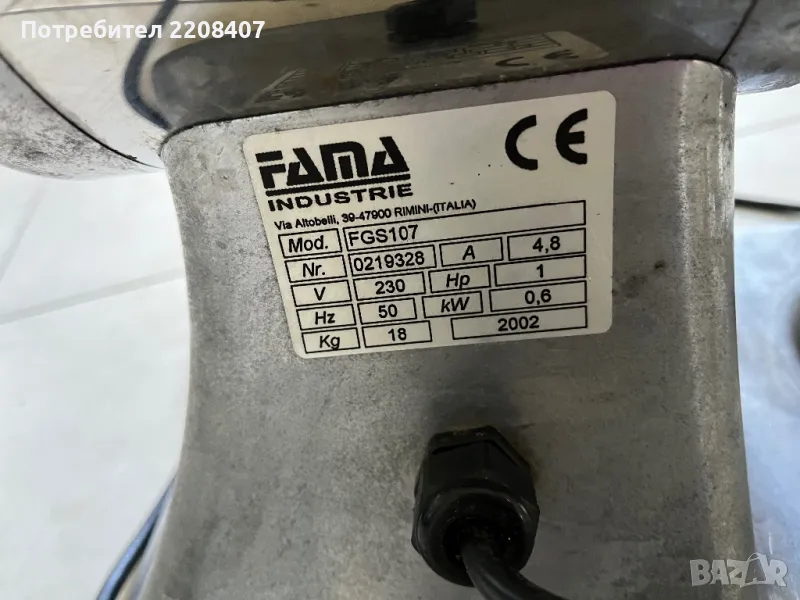 Потребител 2208407
FAMA
INDUSTRIE
CE
Via Altobelli, 39-47900 RIMINI-(ITALIA)
Mod. FGS107
Nr. 0219328 A 4,8
V 230 Hp 1
Hz 50 kW 0,6
Kg 18 2002
BAZAR